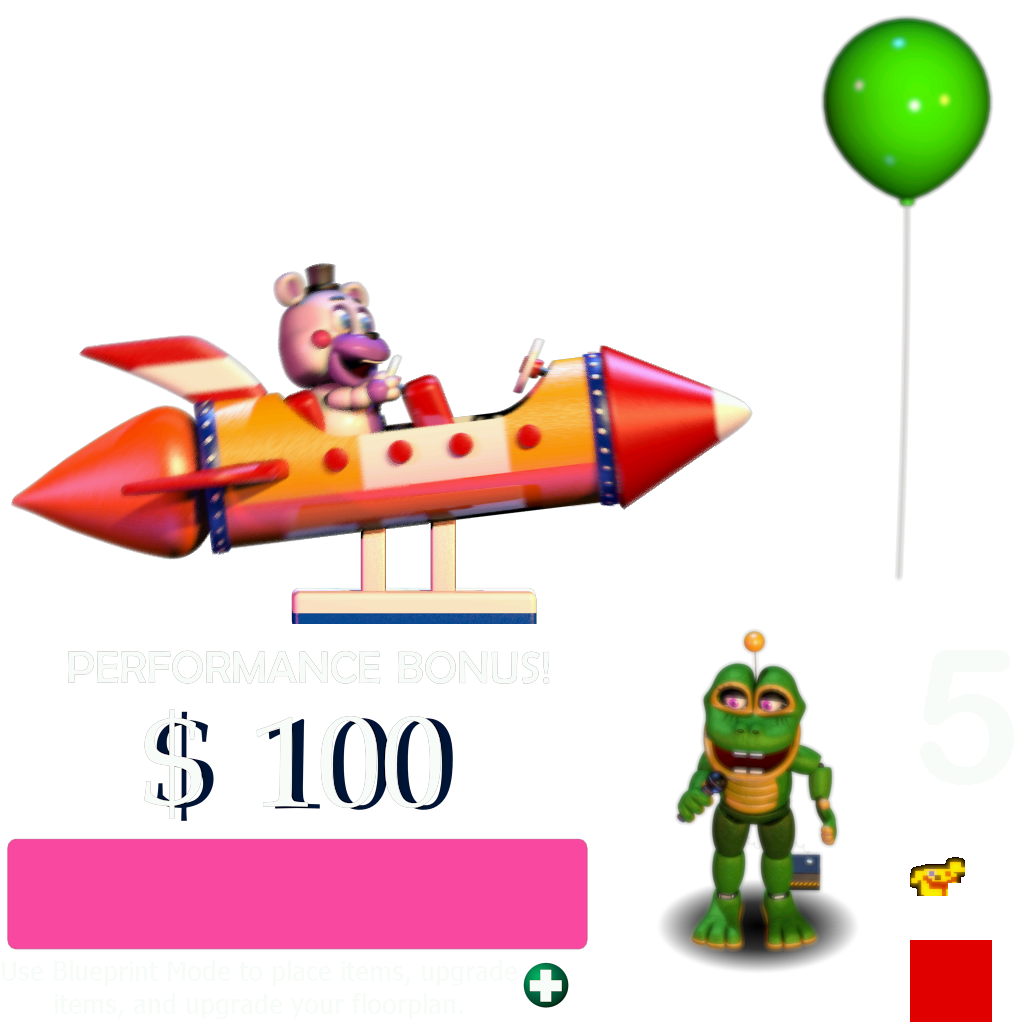 PERFORMANCE BONUS!
$ 100
5
Use Blueprint Mode to place items, upgrade
items, and upgrade your floorplan.